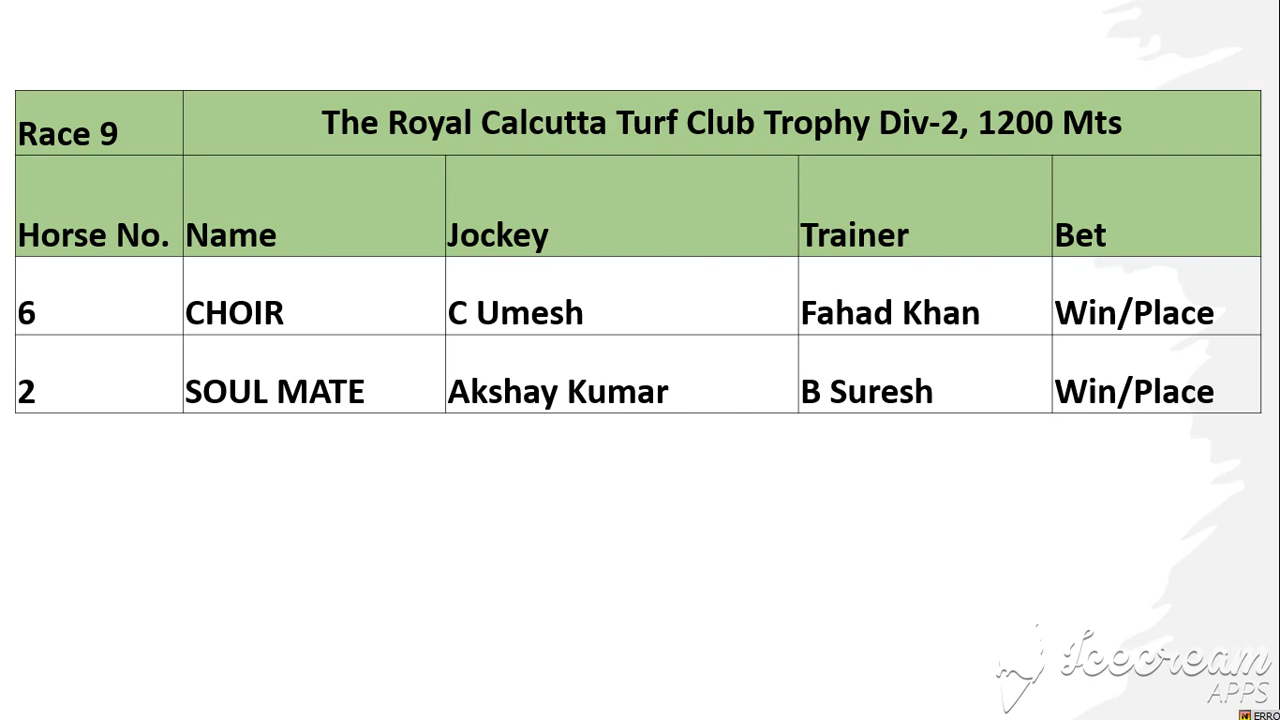 Race 9 The Royal Calcutta Turf Club Trophy Div-2, 1200 Mts
Horse No. Name Jockey Trainer Bet
6 CHOIR C Umesh Fahad Khan Win/Place
2 SOUL MATE Akshay Kumar B Suresh Win/Place
Icecream
APPS
ERRO